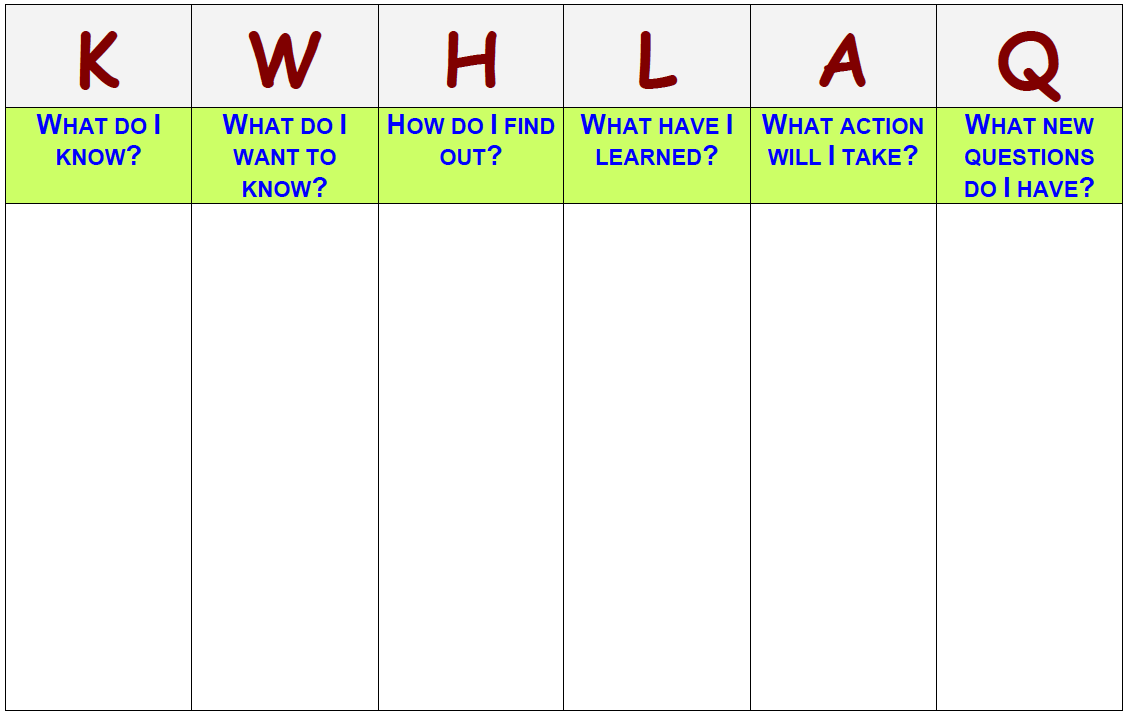 K W H L A Q
WHAT DO I KNOW?
WHAT DO I WANT TO KNOW?
HOW DO I FIND OUT?
WHAT HAVE I LEARNED?
WHAT ACTION WILL I TAKE?
WHAT NEW QUESTIONS DO I HAVE?